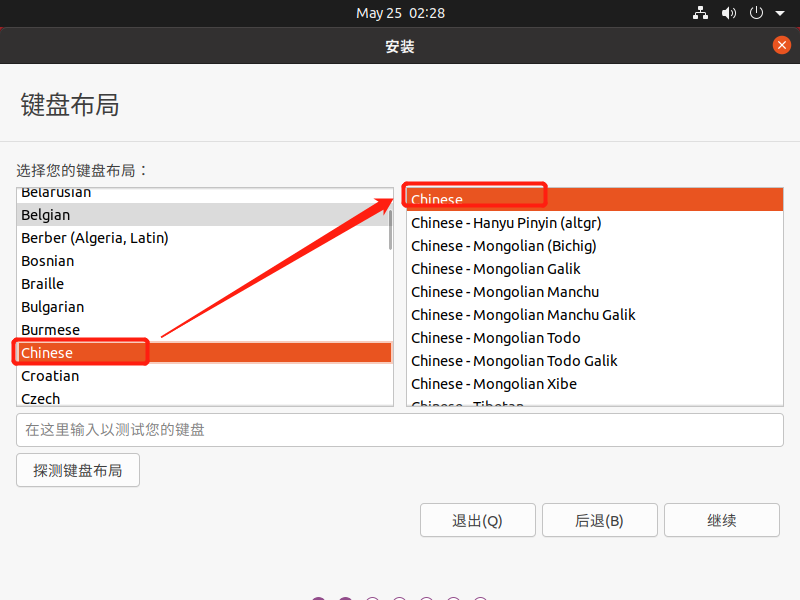 May 25 02:28
安装
键盘布局
选择您的键盘布局：
Belarusian
Belgian
Berber (Algeria, Latin)
Bosnian
Braille
Bulgarian
Burmese
Chinese
Croatian
Czech
Chinese
Chinese - Hanyu Pinyin (altgr)
Chinese - Mongolian (Bichig)
Chinese - Mongolian Galik
Chinese - Mongolian Manchu
Chinese - Mongolian Manchu Galik
Chinese - Mongolian Todo
Chinese - Mongolian Todo Galik
Chinese - Mongolian Xibe
Chinese - Tibetan
在这里输入以测试您的键盘
探测键盘布局
退出(Q)
后退(B)
继续